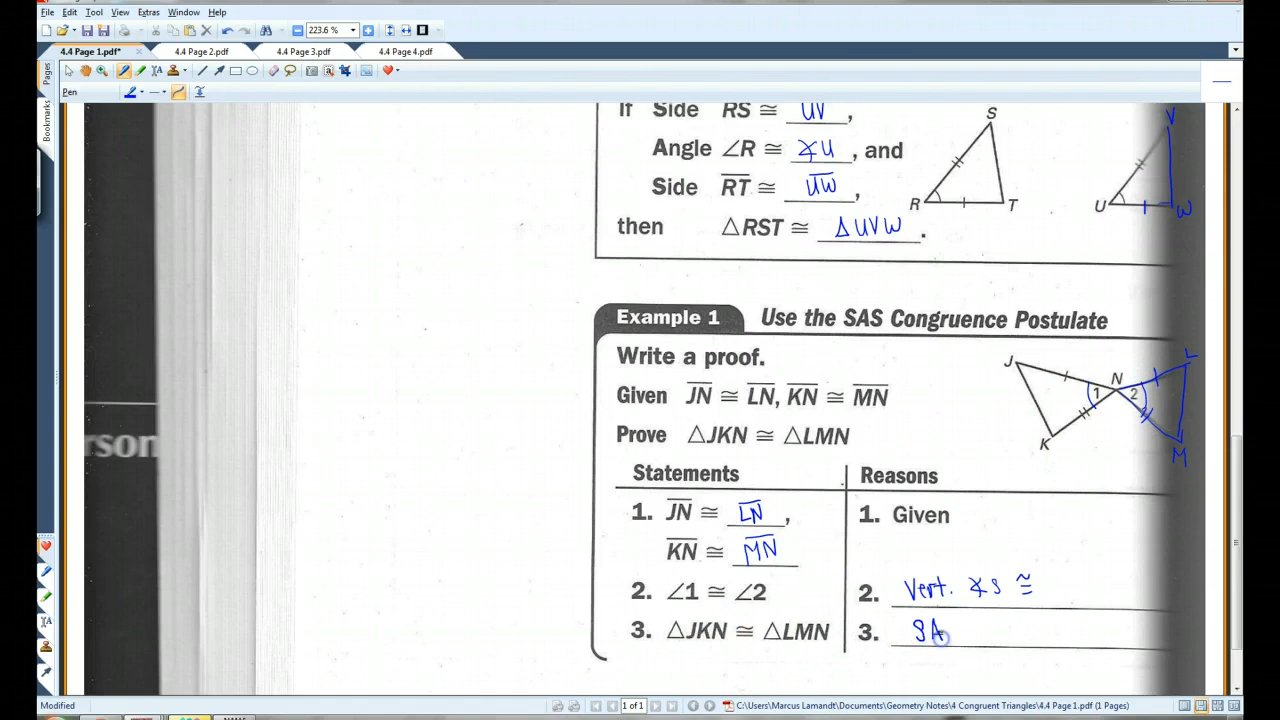 File Edit Tool View Extras Window Help
223.6%
4.4 Page 1.pdf* 4.4 Page 2.pdf 4.4 Page 3.pdf 4.4 Page 4.pdf
Pen
Pages
Bookmarks
If Side RS ≅ UV,
Angle ∠R ≅ ∡U, and
Side RT ≅ UW,
then △RST ≅ △UVW.
S
R
T
V
U
W
Example 1 Use the SAS Congruence Postulate
Write a proof.
Given JN ≅ LN, KN ≅ MN
Prove △JKN ≅ △LMN
J
N
L
1
2
K
M
rson
Statements Reasons
1. JN ≅ LN, 1. Given
KN ≅ MN
2. ∠1 ≅ ∠2 2. Vert. ∡s ≅
3. △JKN ≅ △LMN 3. SA
Modified
1 of 1
C:\Users\Marcus Lamandt\Documents\Geometry Notes\4 Congruent Triangles\4.4 Page 1.pdf (1 Pages)